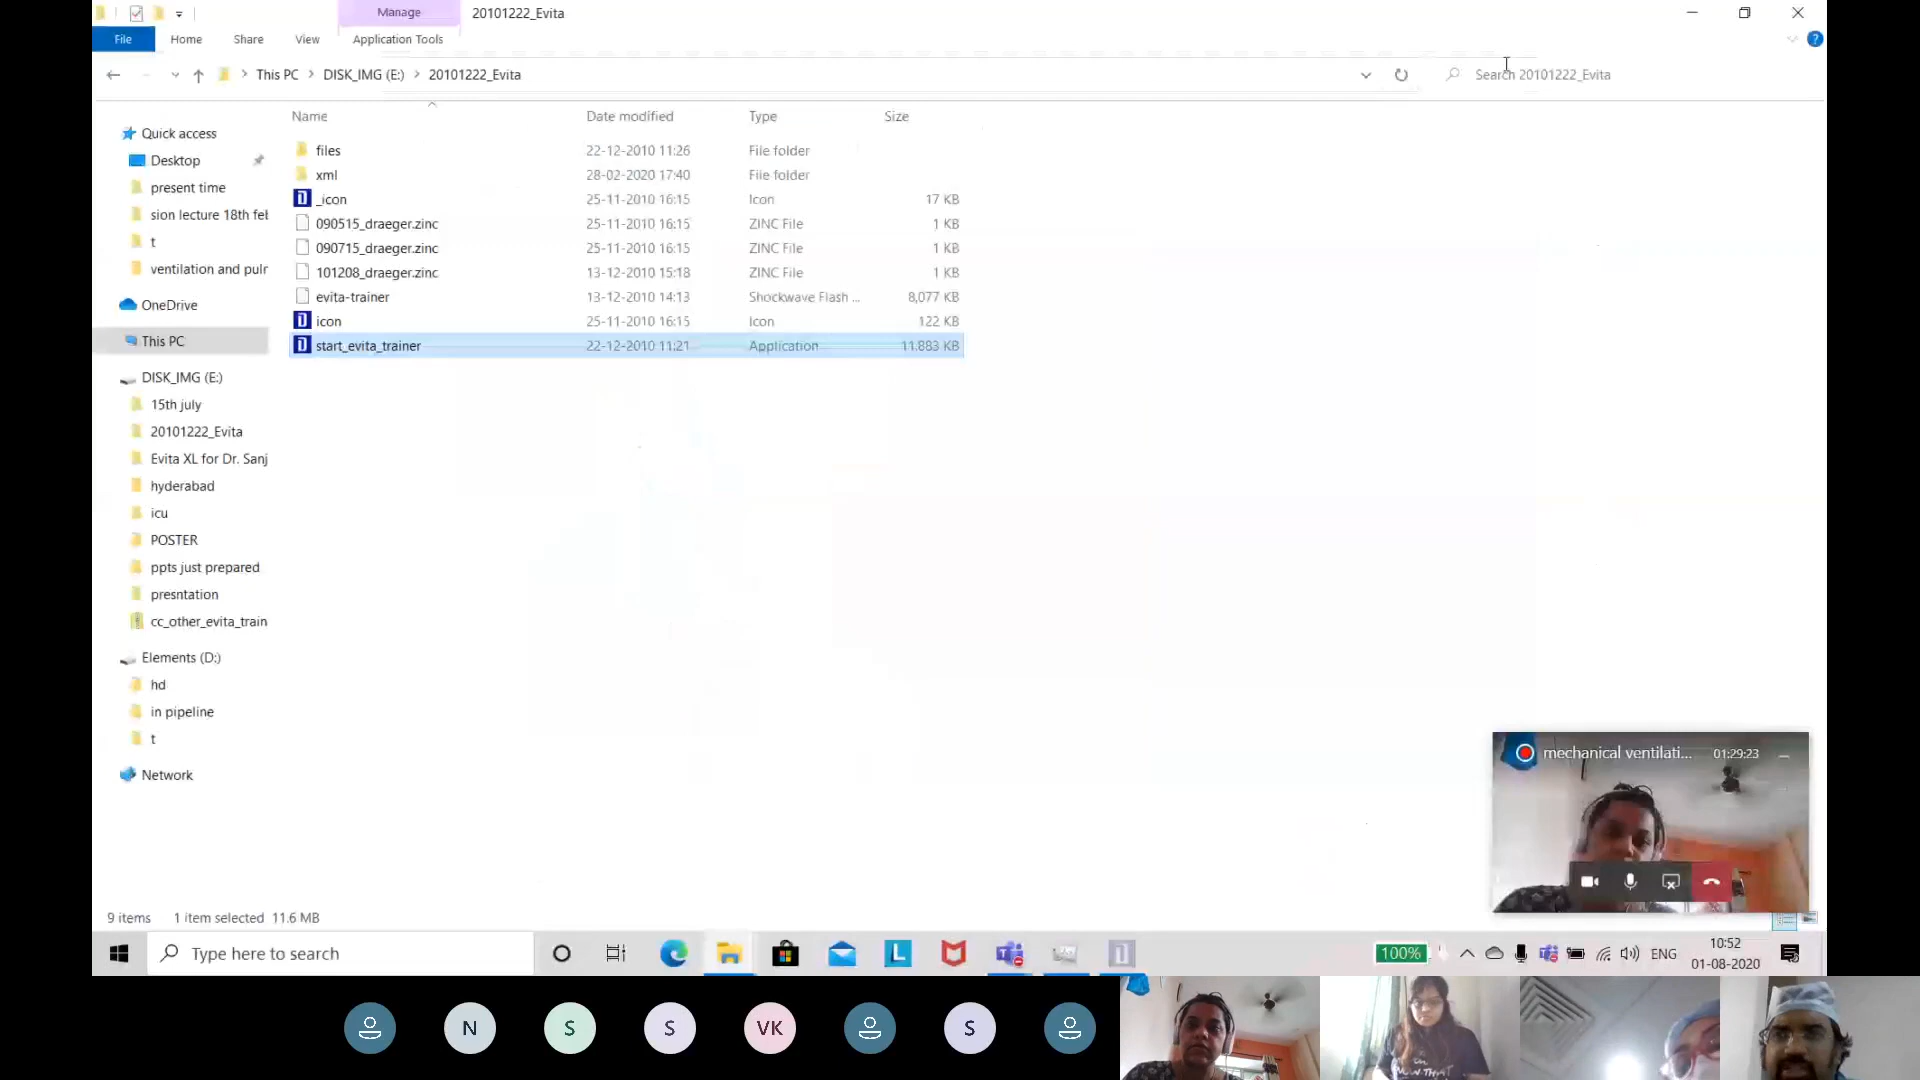 Manage
20101222_Evita
File
Home
Share
View
Application Tools
This PC
DISK_IMG (E:)
20101222_Evita
Search 20101222_Evita
Name
Date modified
Type
Size
Quick access
Desktop
present time
sion lecture 18th feb
t
ventilation and puln
OneDrive
This PC
DISK_IMG (E:)
15th july
20101222_Evita
Evita XL for Dr. Sanj
hyderabad
icu
POSTER
ppts just prepared
presntation
cc_other_evita_train
Elements (D:)
hd
in pipeline
t
Network
files 22-12-2010 11:26 File folder
xml 28-02-2020 17:40 File folder
_icon 25-11-2010 16:15 Icon 17 KB
090515_draeger.zinc 25-11-2010 16:15 ZINC File 1 KB
090715_draeger.zinc 25-11-2010 16:15 ZINC File 1 KB
101208_draeger.zinc 13-12-2010 15:18 ZINC File 1 KB
evita-trainer 13-12-2010 14:13 Shockwave Flash ... 8,077 KB
icon 25-11-2010 16:15 Icon 122 KB
start_evita_trainer 22-12-2010 11:21 Application 11,883 KB
mechanical ventilati... 01:29:23
9 items 1 item selected 11.6 MB
Type here to search
L
100%
ENG
10:52
01-08-2020
N
S
S
VK
S